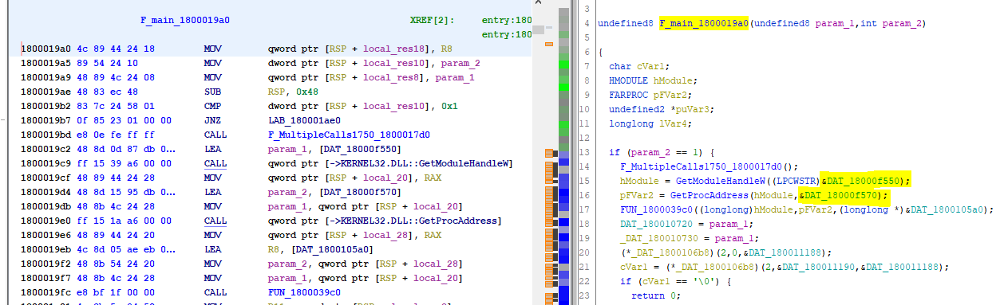 F_main_1800019a0 XREF[2]: entry:180
entry:180
1800019a0 4c 89 44 24 18 MOV qword ptr [RSP + local_res18], R8
1800019a5 89 54 24 10 MOV dword ptr [RSP + local_res10], param_2
1800019a9 48 89 4c 24 08 MOV qword ptr [RSP + local_res8], param_1
1800019ae 48 83 ec 48 SUB RSP, 0x48
1800019b2 83 7c 24 58 01 CMP dword ptr [RSP + local_res10], 0x1
1800019b7 0f 85 23 01 00 00 JNZ LAB_180001ae0
1800019bd e8 0e fe ff ff CALL F_MultipleCalls1750_1800017d0
1800019c2 48 8d 0d 87 db 0... LEA param_1, [DAT_18000f550]
1800019c9 ff 15 39 a6 00 00 CALL qword ptr [->KERNEL32.DLL::GetModuleHandleW]
1800019cf 48 89 44 24 28 MOV qword ptr [RSP + local_20], RAX
1800019d4 48 8d 15 95 db 0... LEA param_2, [DAT_18000f570]
1800019db 48 8b 4c 24 28 MOV param_1, qword ptr [RSP + local_20]
1800019e0 ff 15 1a a6 00 00 CALL qword ptr [->KERNEL32.DLL::GetProcAddress]
1800019e6 48 89 44 24 20 MOV qword ptr [RSP + local_28], RAX
1800019eb 4c 8d 05 ae eb 0... LEA R8, [DAT_1800105a0]
1800019f2 48 8b 54 24 20 MOV param_2, qword ptr [RSP + local_28]
1800019f7 48 8b 4c 24 28 MOV param_1, qword ptr [RSP + local_20]
1800019fc e8 bf 1f 00 00 CALL FUN_1800039c0
3
4 undefined8 F_main_1800019a0(undefined8 param_1,int param_2)
5
6 {
7 char cVar1;
8 HMODULE hModule;
9 FARPROC pFVar2;
10 undefined2 *puVar3;
11 longlong lVar4;
12
13 if (param_2 == 1) {
14 F_MultipleCalls1750_1800017d0();
15 hModule = GetModuleHandleW((LPCWSTR)&DAT_18000f550);
16 pFVar2 = GetProcAddress(hModule,&DAT_18000f570);
17 FUN_1800039c0((longlong)hModule,pFVar2,(longlong *)&DAT_1800105a0);
18 DAT_180010720 = param_1;
19 _DAT_180010730 = param_1;
20 (*_DAT_1800106b8)(2,0,&DAT_180011188);
21 cVar1 = (*_DAT_1800106b8)(2,&DAT_180011190,&DAT_180011188);
22 if (cVar1 == '\0') {
23 return 0;